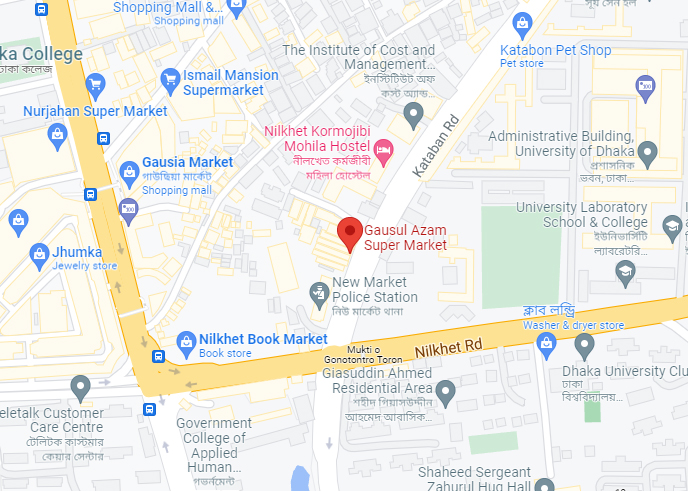 Shopping Mall &...
Shopping mall
ka College
ঢাকা কলেজ
Ismail Mansion
Supermarket
Nurjahan Super Market
Gausia Market
গাউছিয়া মার্কেট
Shopping mall
Jhumka
Jewelry store
The Institute of Cost and
Management...
ইনস্টিটিউট অফ
কস্ট অ্যান্ড...
Nilkhet Kormojibi
Mohila Hostel
নীলখেত কর্মজীবী
মহিলা হোস্টেল
Kataban Rd
Katabon Pet Shop
Pet store
সূর্য সেন হল
Administrative Building,
University of Dhaka
প্রশাসনিক
ভবন, ঢাকা...
University Laboratory
School & College
ইউনিভার্সিটি
ল্যাবরেটরি...
Gausul Azam
Super Market
New Market
Police Station
নিউ মার্কেট থানা
Nilkhet Book Market
Book store
Mukti o
Gonotontro Toron
Nilkhet Rd
ক্লাব লন্ড্রি
Washer & dryer store
Dhaka University Clu
ঢাকা
বিশ্ববিদ্যালয়...
Giasuddin Ahmed
Residential Area
শহীদ গিয়াসউদ্দীন
আহমেদ আবাসিক...
eletalk Customer
Care Centre
টেলিটক কাস্টমার
কেয়ার সেন্টার
Government
College of
Applied
Human...
গভর্নমেন্ট
Shaheed Sergeant
Zahurul Huq Hall